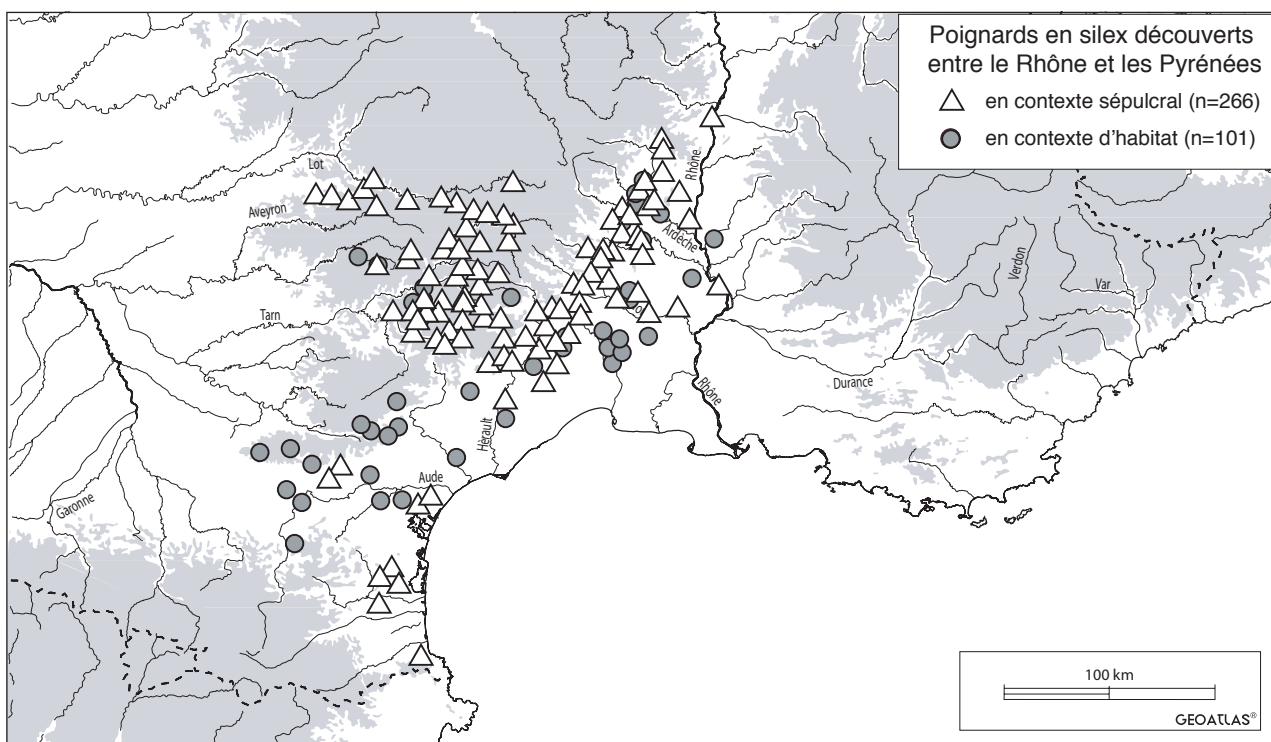 Poignards en silex découverts
entre le Rhône et les Pyrénées
en contexte sépulcral (n=266)
en contexte d'habitat (n=101)
Lot
Rhône
Aveyron
Ardèche
Verdon
Var
Tarn
Durance
Rhône
Hérault
Aude
Garonne
100 km
GEOATLAS®